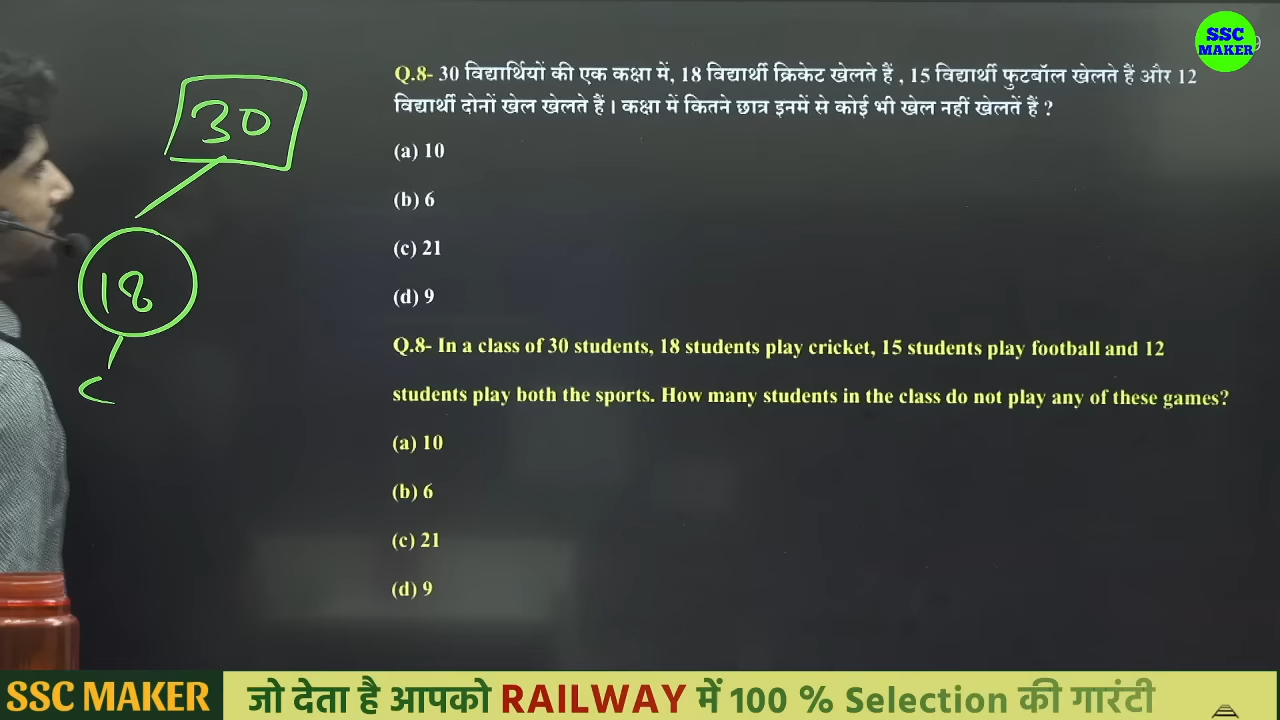 SSC
MAKER
Q.8- 30 विद्यार्थियों की एक कक्षा में, 18 विद्यार्थी क्रिकेट खेलते हैं , 15 विद्यार्थी फुटबॉल खेलते हैं और 12
विद्यार्थी दोनों खेल खेलते हैं । कक्षा में कितने छात्र इनमें से कोई भी खेल नहीं खेलतें हैं ?
(a) 10
(b) 6
(c) 21
(d) 9
30
18
C
Q.8- In a class of 30 students, 18 students play cricket, 15 students play football and 12
students play both the sports. How many students in the class do not play any of these games?
(a) 10
(b) 6
(c) 21
(d) 9
SSC MAKER
जो देता है आपको RAILWAY में 100 % Selection की गारंटी